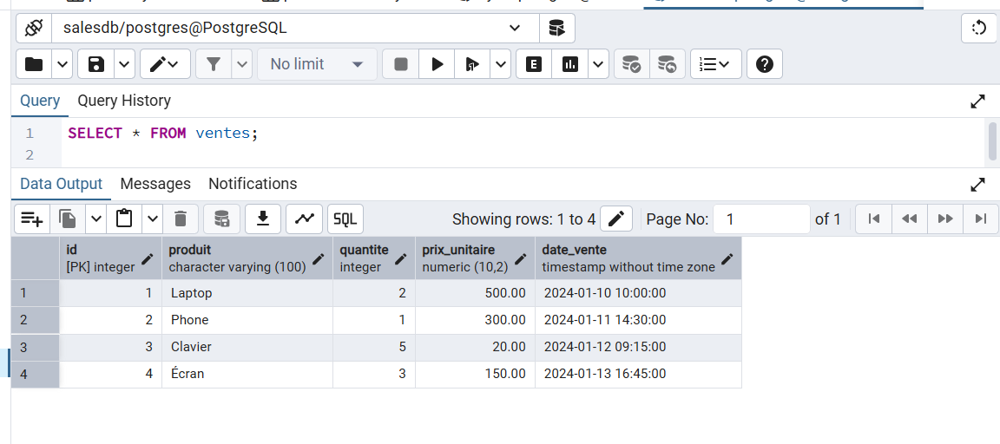 salesdb/postgres@PostgreSQL
No limit
E
Query Query History
1 SELECT * FROM ventes;
2
Data Output Messages Notifications
SQL Showing rows: 1 to 4 Page No: 1 of 1
id produit quantite prix_unitaire date_vente
[PK] integer character varying (100) integer numeric (10,2) timestamp without time zone
1 1 Laptop 2 500.00 2024-01-10 10:00:00
2 2 Phone 1 300.00 2024-01-11 14:30:00
3 3 Clavier 5 20.00 2024-01-12 09:15:00
4 4 Écran 3 150.00 2024-01-13 16:45:00